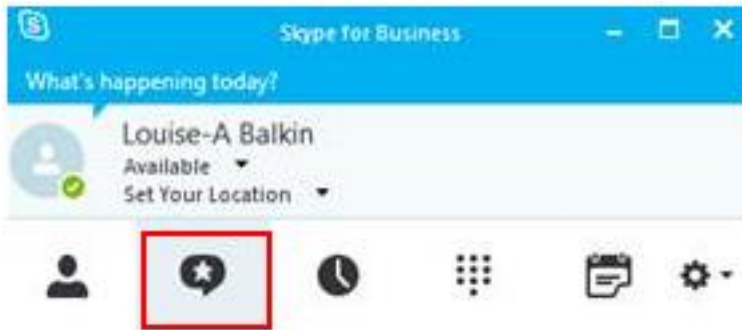 Skype for Business
What's happening today?
Louise-A Balkin
Available
Set Your Location